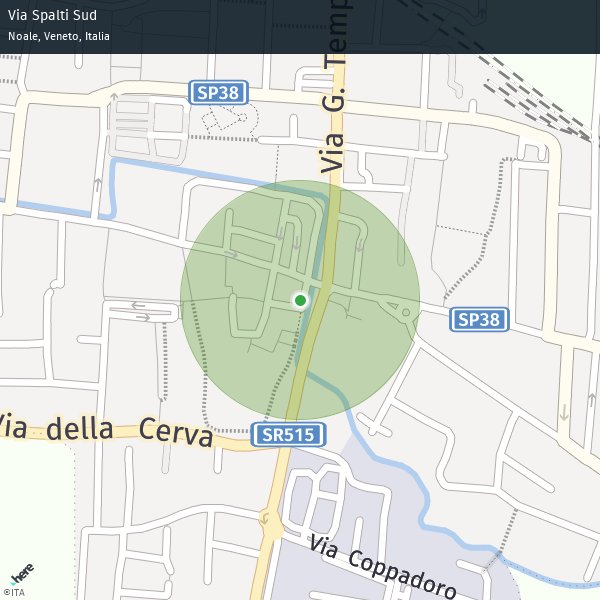 Via Spalti Sud
Noale, Veneto, Italia
Via G. Temp
SP38
SP38
Via della Cerva
SR515
Via Coppadoro
here
©ITA